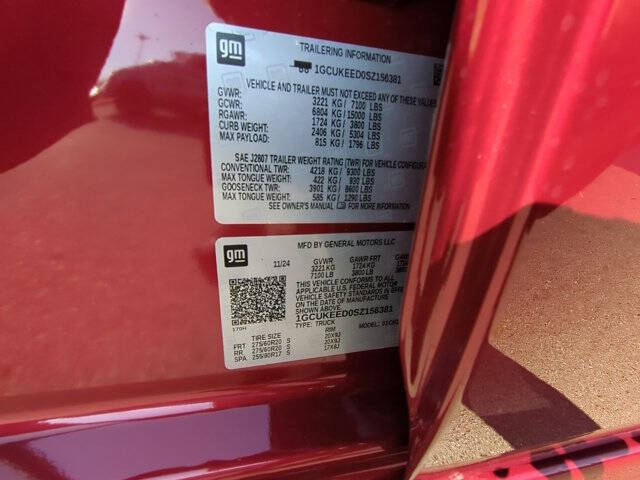 gm
TRAILERING INFORMATION
1GCUKEED0SZ156381
VEHICLE AND TRAILER MUST NOT EXCEED ANY OF THESE VALUES
GVWR: 3221 KG / 7100 LBS
GCWR: 6804 KG / 15000 LBS
RGAWR: 1724 KG / 3800 LBS
CURB WEIGHT: 2406 KG / 5304 LBS
MAX PAYLOAD: 815 KG / 1796 LBS
SAE J2807 TRAILER WEIGHT RATING (TWR) FOR VEHICLE
CONVENTIONAL TWR: 4218 KG / 9300 LBS
MAX TONGUE WEIGHT: 422 KG / 930 LBS
GOOSENECK TWR: 3901 KG / 8600 LBS
MAX TONGUE WEIGHT: 585 KG / 1290 LBS
SEE OWNER'S MANUAL FOR MORE INFORMATION
gm
MFD BY GENERAL MOTORS LLC
11/24 GVWR GAWR FRT
3221 KG 1724 KG
7100 LB 3800 LB
THIS VEHICLE CONFORMS TO ALL
APPLICABLE U.S. FEDERAL MOTOR
VEHICLE SAFETY STANDARDS IN
EFFECT ON THE DATE OF MANUFACTURE
SHOWN ABOVE.
1GCUKEED0SZ156381
TYPE: TRUCK MODEL:
TIRE SIZE RIM
FRT 275/60R20 S 20X9J
RR 275/60R20 S 20X9J
SPA 255/80R17 S 17X8J